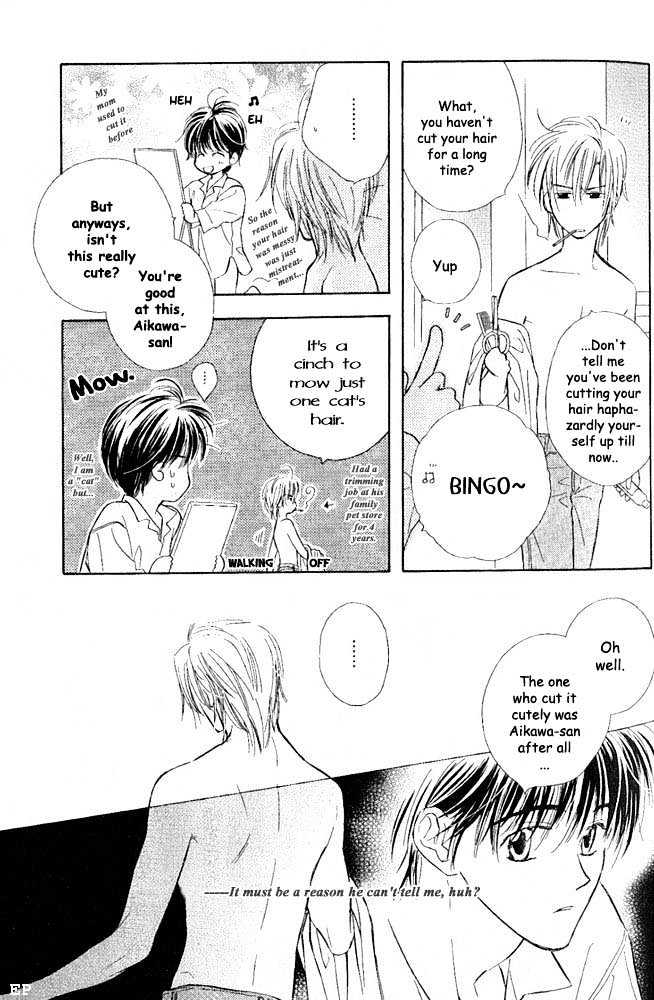 What,
you haven't
cut your hair
for a long
time?
Yup
...Don't
tell me
you've been
cutting your
hair hapha-
zardly your-
self up till
now..
♫
BINGO~
......
My
mom
used to
cut it
before
HEH
♫
EH
So the
reason
your hair
was messy
was just
mistreat-
ment...
But
anyways,
isn't
this really
cute?
You're
good
at this,
Aikawa-
san!
It's a
cinch to
mow just
one cat's
hair.
Mow.
...
Well,
I am
a "cat"
but...
Had a
trimming
job at his
family
pet store
for 4
years.
WALKING OFF
Oh
well.
The one
who cut it
cutely was
Aikawa-san
after all
...
......
——It must be a reason he can't tell me, huh?
EP